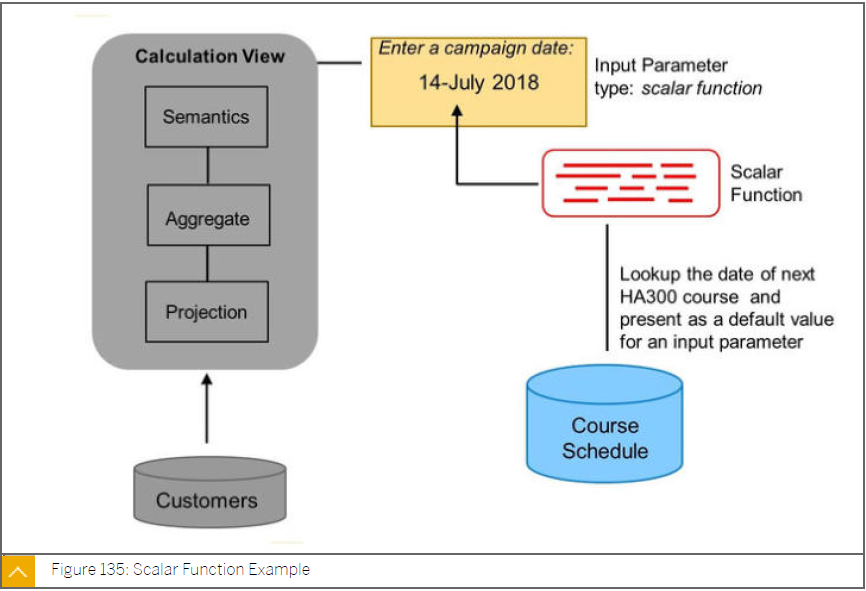 Calculation View
Semantics
Aggregate
Projection
Customers
Enter a campaign date:
14-July 2018
Input Parameter
type: scalar function
Scalar
Function
Lookup the date of next
HA300 course and
present as a default value
for an input parameter
Course
Schedule
Figure 135: Scalar Function Example